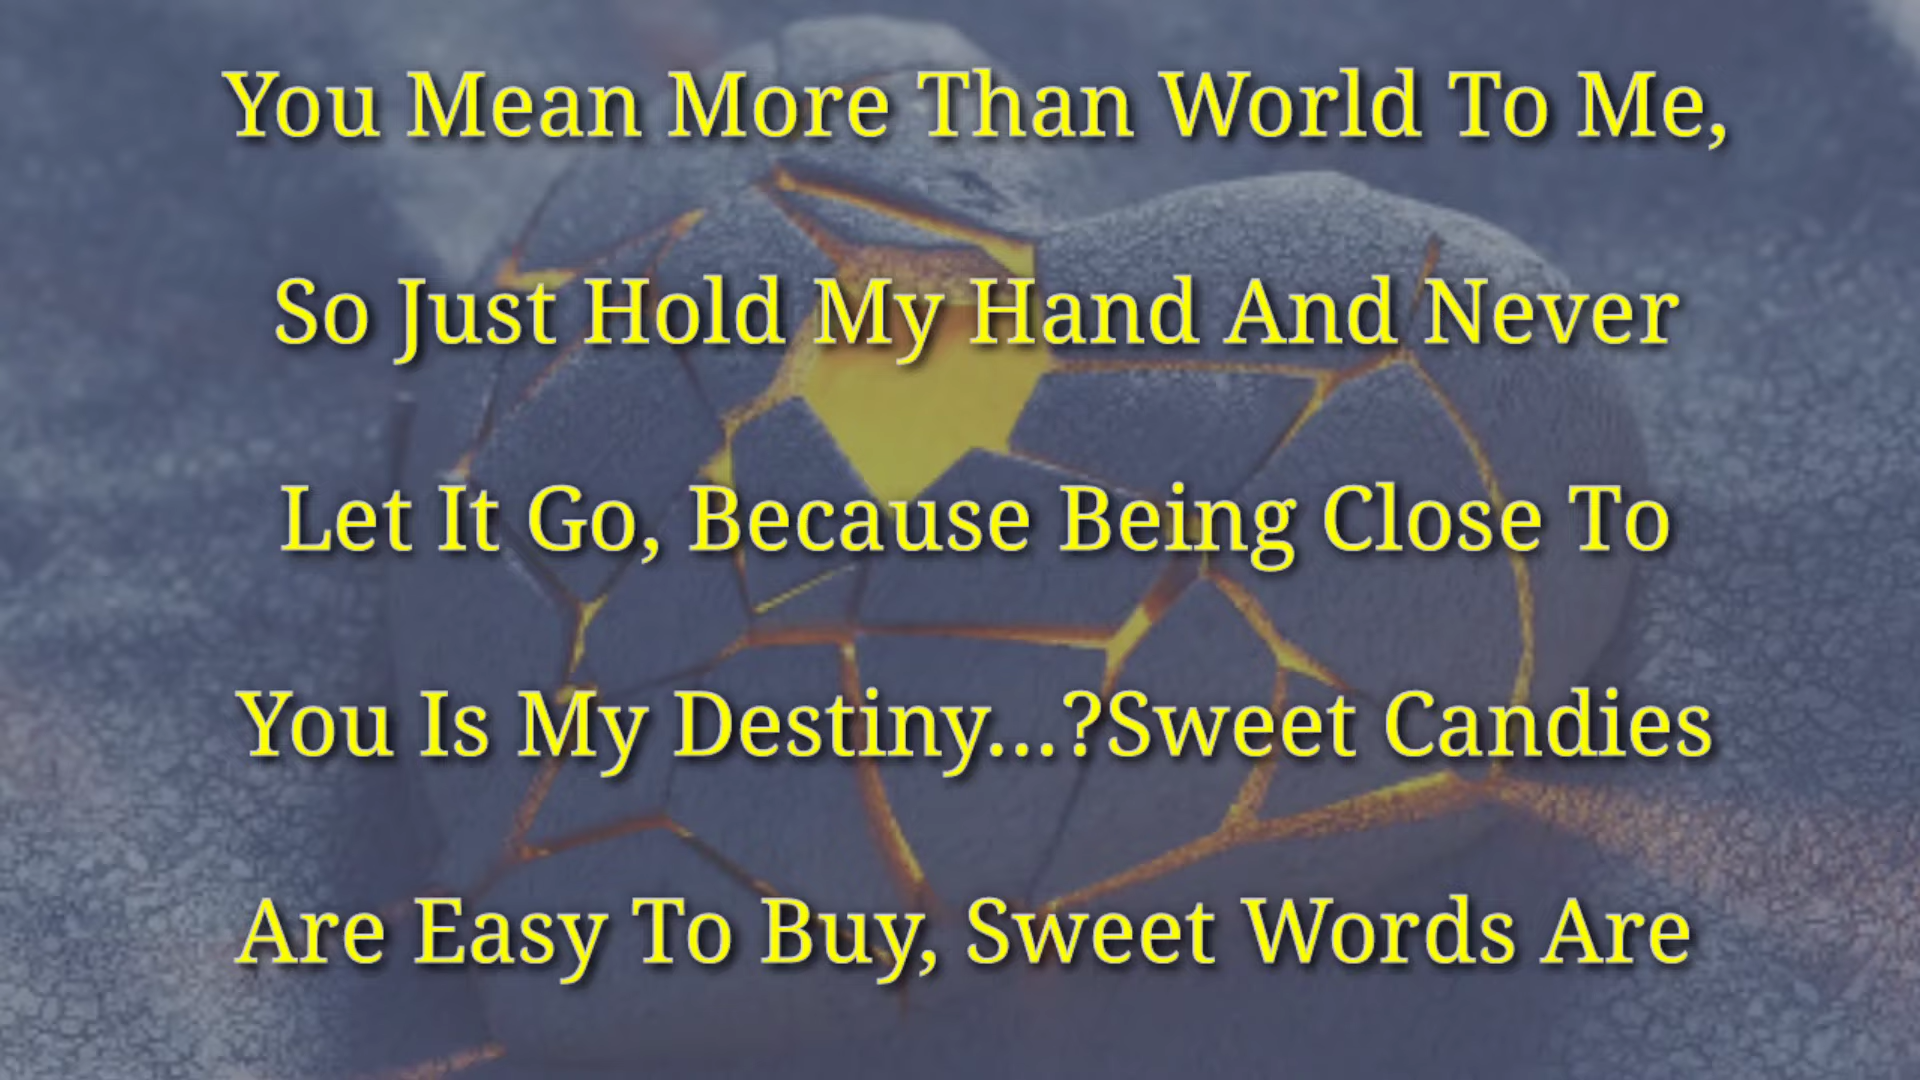 You Mean More Than World To Me,
So Just Hold My Hand And Never
Let It Go, Because Being Close To
You Is My Destiny...?Sweet Candies
Are Easy To Buy, Sweet Words Are